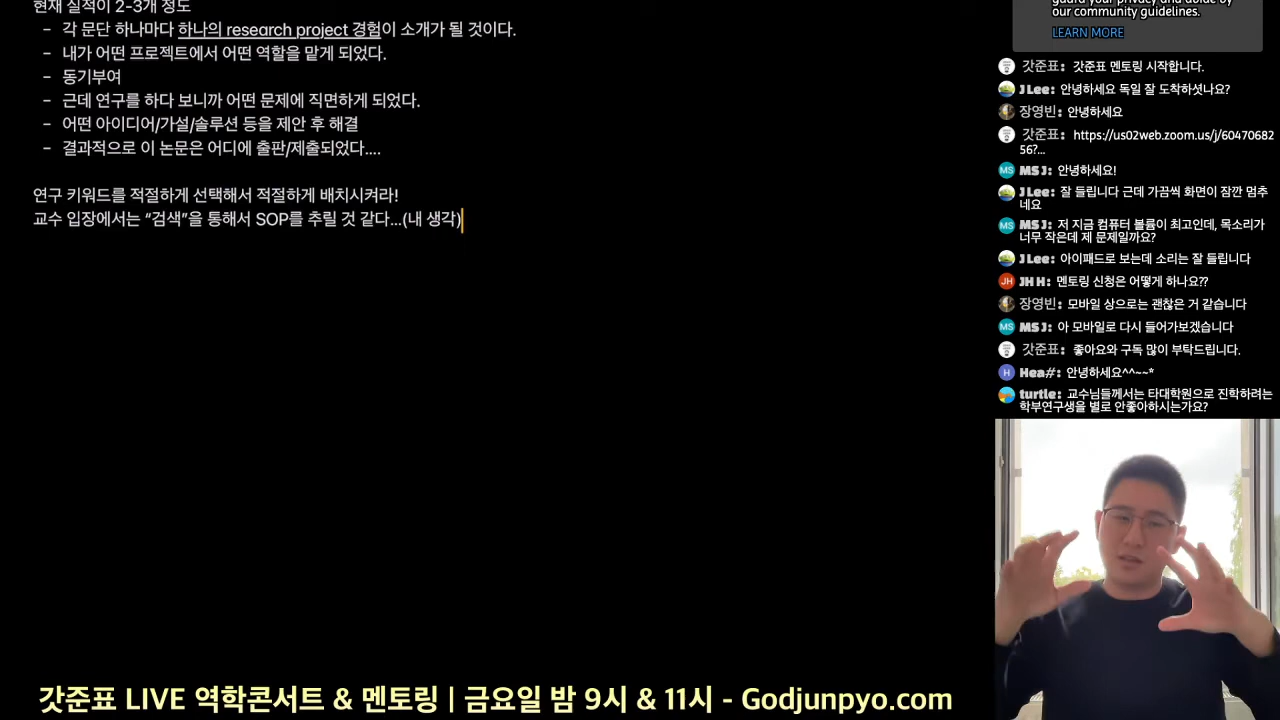 현재 실적이 2-3개 정도
- 각 문단 하나마다 하나의 research project 경험이 소개가 될 것이다.
- 내가 어떤 프로젝트에서 어떤 역할을 맡게 되었다.
- 동기부여
- 근데 연구를 하다 보니까 어떤 문제에 직면하게 되었다.
- 어떤 아이디어/가설/솔루션 등을 제안 후 해결
- 결과적으로 이 논문은 어디에 출판/제출되었다....
연구 키워드를 적절하게 선택해서 적절하게 배치시켜라!
교수 입장에서는 “검색”을 통해서 SOP를 추릴 것 같다...(내 생각)
guard your privacy and abide by
our community guidelines.
LEARN MORE
갓준표: 갓준표 멘토링 시작합니다.
J Lee: 안녕하세요 독일 잘 도착하셧나요?
장영빈: 안녕하세요
갓준표: https://us02web.zoom.us/j/60470682
56?...
MS MS J: 안녕하세요!
J Lee: 잘 들립니다 근데 가끔씩 화면이 잠깐 멈추
네요
MS MS J: 저 지금 컴퓨터 볼륨이 최고인데, 목소리가
너무 작은데 제 문제일까요?
J Lee: 아이패드로 보는데 소리는 잘 들립니다
JH JH H: 멘토링 신청은 어떻게 하나요??
장영빈: 모바일 상으로는 괜찮은 거 같습니다
MS MS J: 아 모바일로 다시 들어가보겠습니다
갓준표: 좋아요와 구독 많이 부탁드립니다.
H Hea#: 안녕하세요^^~~*
turtle: 교수님들께서는 타대학원으로 진학하려는
학부연구생을 별로 안좋아하시는가요?
갓준표 LIVE 역학콘서트 & 멘토링 | 금요일 밤 9시 & 11시 - Godjunpyo.com